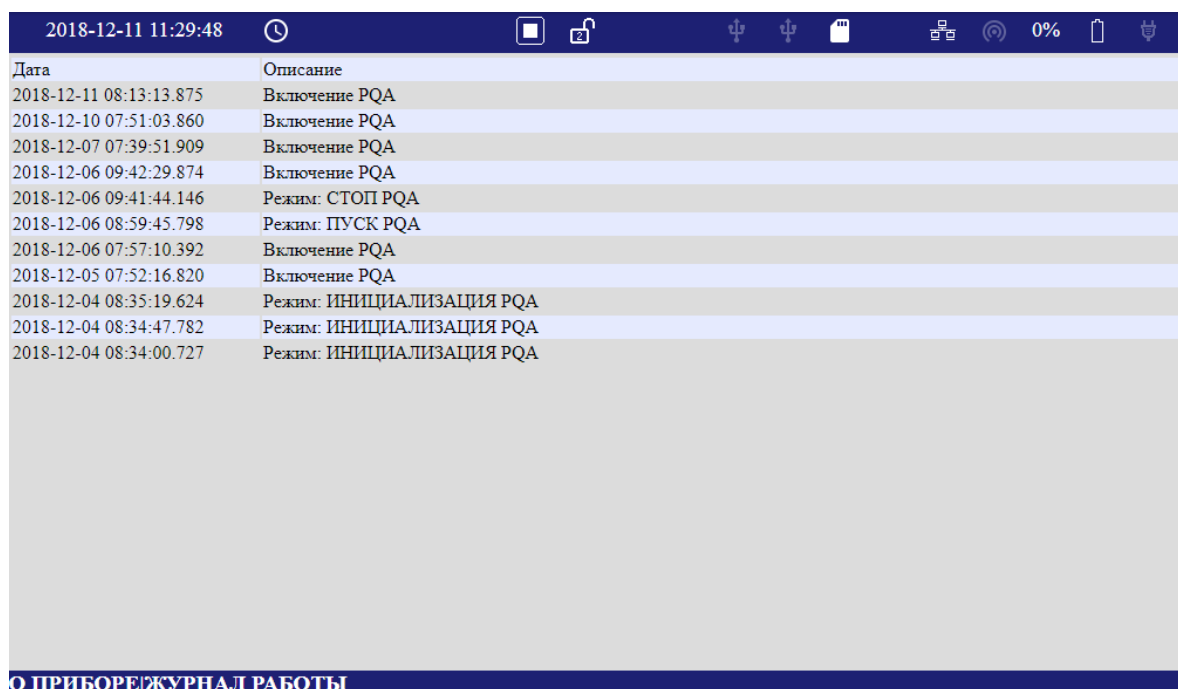 2018-12-11 11:29:48 2 0%
Дата Описание
2018-12-11 08:13:13.875 Включение PQA
2018-12-10 07:51:03.860 Включение PQA
2018-12-07 07:39:51.909 Включение PQA
2018-12-06 09:42:29.874 Включение PQA
2018-12-06 09:41:44.146 Режим: СТОП PQA
2018-12-06 08:59:45.798 Режим: ПУСК PQA
2018-12-06 07:57:10.392 Включение PQA
2018-12-05 07:52:16.820 Включение PQA
2018-12-04 08:35:19.624 Режим: ИНИЦИАЛИЗАЦИЯ PQA
2018-12-04 08:34:47.782 Режим: ИНИЦИАЛИЗАЦИЯ PQA
2018-12-04 08:34:00.727 Режим: ИНИЦИАЛИЗАЦИЯ PQA
О ПРИБОРЕ|ЖУРНАЛ РАБОТЫ